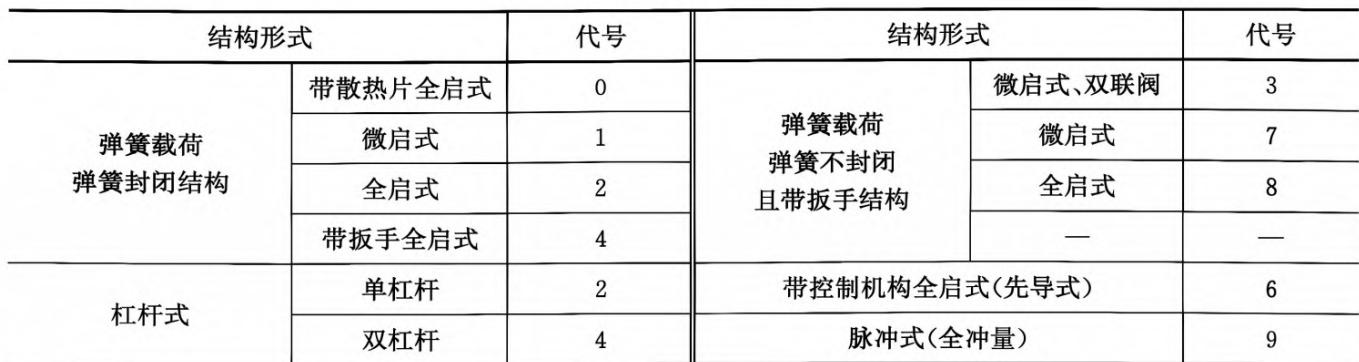 结构形式 代号 结构形式 代号
弹簧载荷
弹簧封闭结构
带散热片全启式 0
微启式 1
全启式 2
带扳手全启式 4
弹簧载荷
弹簧不封闭
且带扳手结构
微启式、双联阀 3
微启式 7
全启式 8
— —
杠杆式
单杠杆 2
双杠杆 4
带控制机构全启式(先导式) 6
脉冲式(全冲量) 9